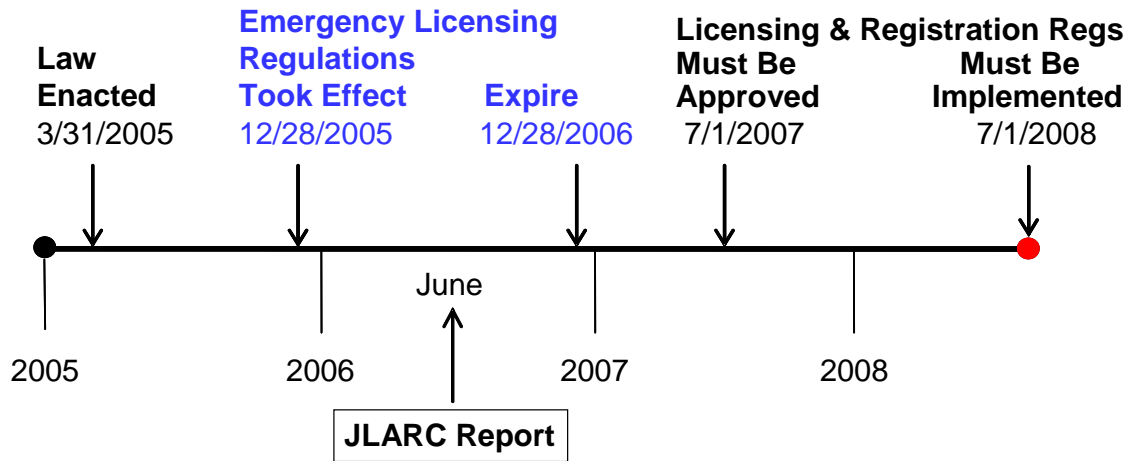 Law
Enacted
3/31/2005
Emergency Licensing
Regulations
Took Effect
12/28/2005
Expire
12/28/2006
Licensing & Registration Regs
Must Be
Approved
7/1/2007
Must Be
Implemented
7/1/2008
June
2005
2006
2007
2008
JLARC Report